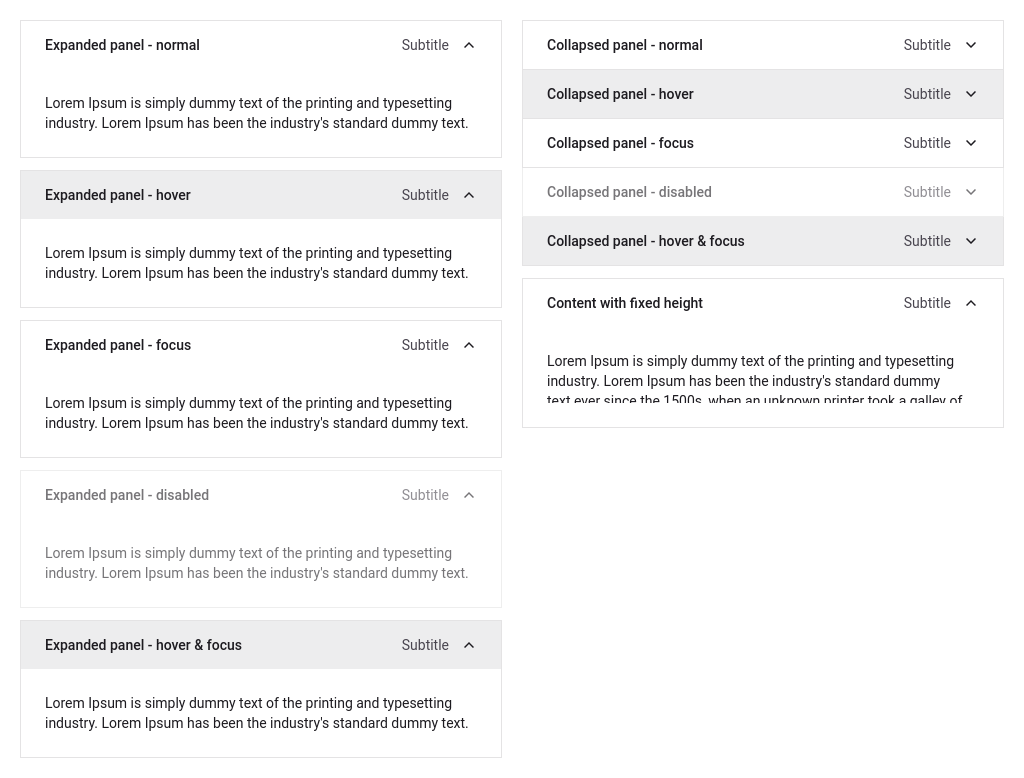 Expanded panel - normal Subtitle
Lorem Ipsum is simply dummy text of the printing and typesetting
industry. Lorem Ipsum has been the industry's standard dummy text.
Expanded panel - hover Subtitle
Lorem Ipsum is simply dummy text of the printing and typesetting
industry. Lorem Ipsum has been the industry's standard dummy text.
Expanded panel - focus Subtitle
Lorem Ipsum is simply dummy text of the printing and typesetting
industry. Lorem Ipsum has been the industry's standard dummy text.
Expanded panel - disabled Subtitle
Lorem Ipsum is simply dummy text of the printing and typesetting
industry. Lorem Ipsum has been the industry's standard dummy text.
Expanded panel - hover & focus Subtitle
Lorem Ipsum is simply dummy text of the printing and typesetting
industry. Lorem Ipsum has been the industry's standard dummy text.
Collapsed panel - normal Subtitle
Collapsed panel - hover Subtitle
Collapsed panel - focus Subtitle
Collapsed panel - disabled Subtitle
Collapsed panel - hover & focus Subtitle
Content with fixed height Subtitle
Lorem Ipsum is simply dummy text of the printing and typesetting
industry. Lorem Ipsum has been the industry's standard dummy
text ever since the 1500s, when an unknown printer took a galley of